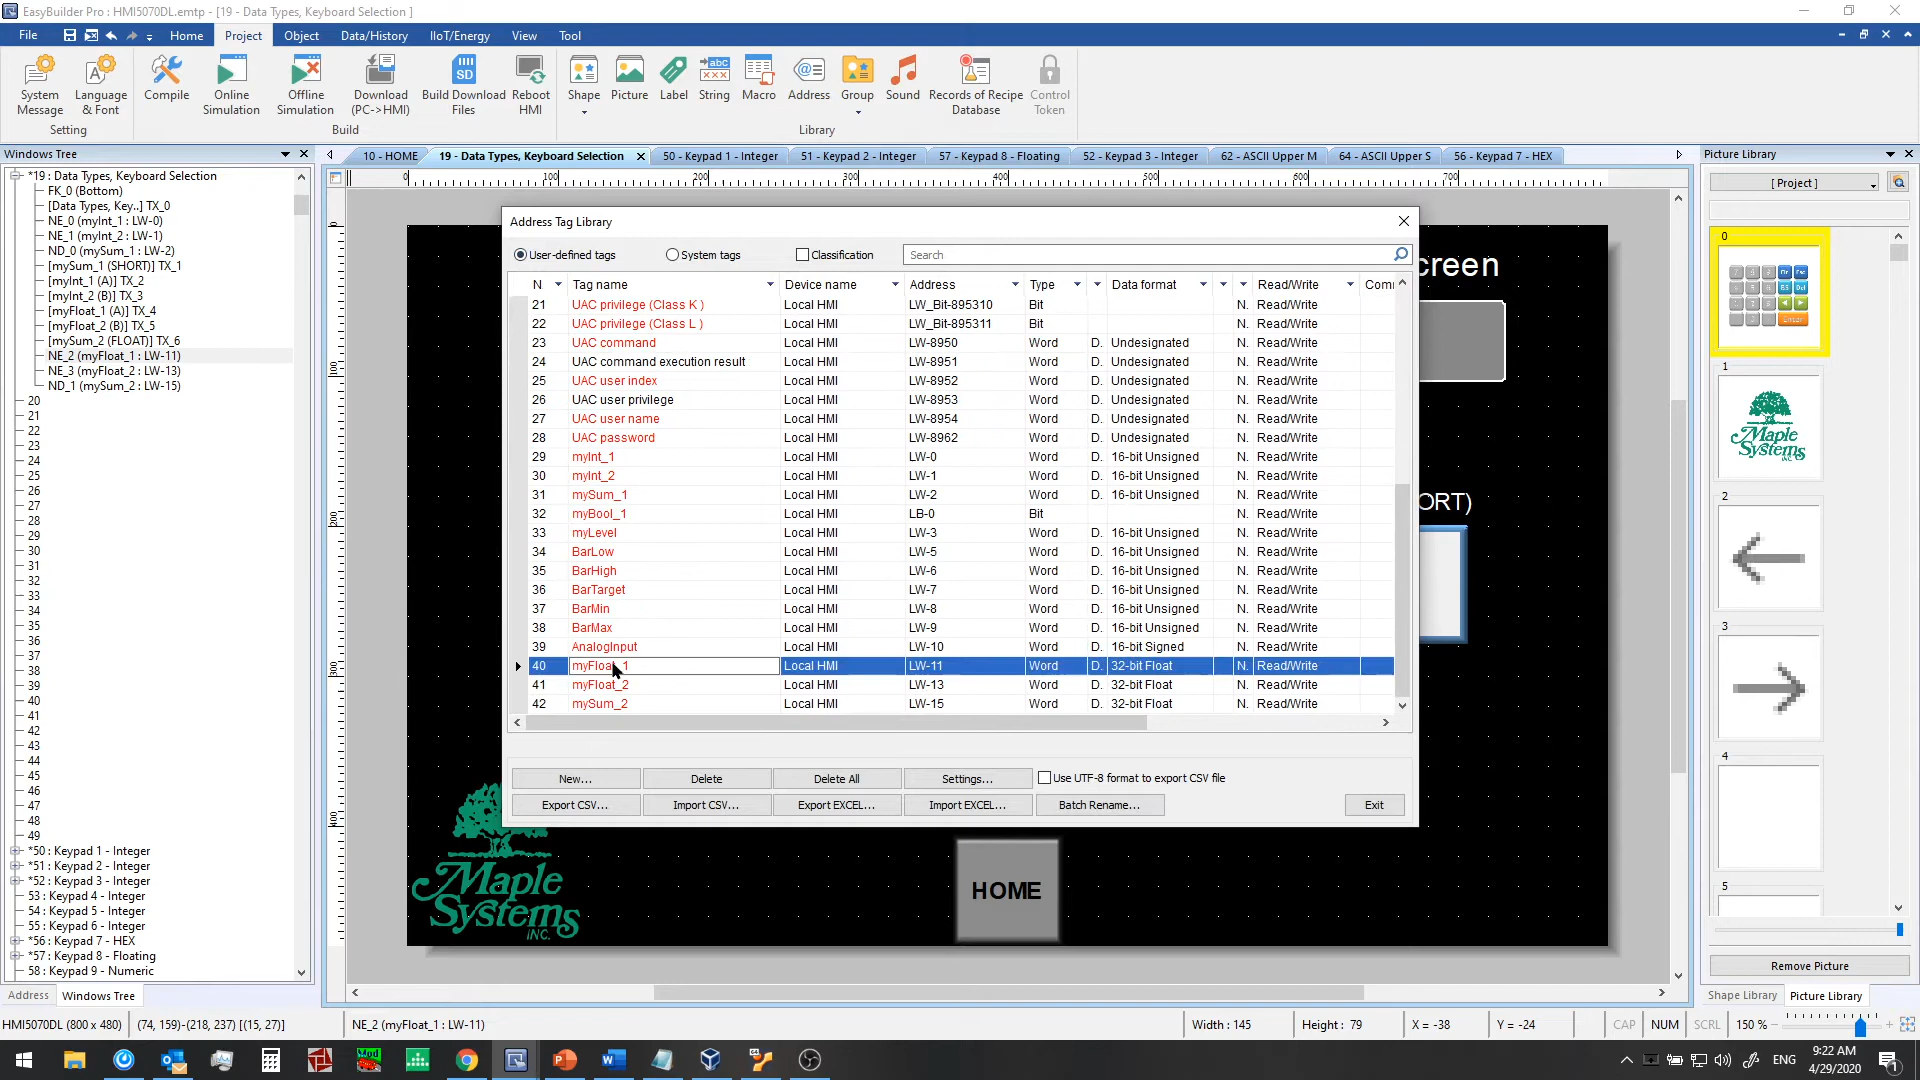 EasyBuilder Pro : HMI5070DL.emtp - [19 - Data Types, Keyboard Selection ]
File Home Project Object Data/History IIoT/Energy View Tool
System Message Language & Font Compile Online Simulation Offline Simulation Download (PC->HMI) Build Download Files Reboot HMI Shape Picture Label String Macro Address Group Sound Records of Recipe Database Control Token
Setting Build Library
Windows Tree
10 - HOME 19 - Data Types, Keyboard Selection 50 - Keypad 1 - Integer 51 - Keypad 2 - Integer 57 - Keypad 8 - Floating 52 - Keypad 3 - Integer 62 - ASCII Upper M 64 - ASCII Upper S 56 - Keypad 7 - HEX
Picture Library
0 100 200 300 400 500 600 700
*19 : Data Types, Keyboard Selection
FK_0 (Bottom)
[Data Types, Key..] TX_0
NE_0 (myInt_1 : LW-0)
NE_1 (myInt_2 : LW-1)
ND_0 (mySum_1 : LW-2)
[mySum_1 (SHORT)] TX_1
[myInt_1 (A)] TX_2
[myInt_2 (B)] TX_3
[myFloat_1 (A)] TX_4
[myFloat_2 (B)] TX_5
[mySum_2 (FLOAT)] TX_6
NE_2 (myFloat_1 : LW-11)
NE_3 (myFloat_2 : LW-13)
ND_1 (mySum_2 : LW-15)
20
21
22
23
24
25
26
27
28
29
30
31
32
33
34
35
36
37
38
39
40
41
42
43
44
45
46
47
48
49
*50 : Keypad 1 - Integer
*51 : Keypad 2 - Integer
*52 : Keypad 3 - Integer
53 : Keypad 4 - Integer
54 : Keypad 5 - Integer
55 : Keypad 6 - Integer
*56 : Keypad 7 - HEX
*57 : Keypad 8 - Floating
58 : Keypad 9 - Numeric
Address Windows Tree
0
100
200
300
400
Address Tag Library
User-defined tags System tags Classification Search
N Tag name Device name Address Type Data format Read/Write Com
21 UAC privilege (Class K ) Local HMI LW_Bit-895310 Bit N. Read/Write
22 UAC privilege (Class L ) Local HMI LW_Bit-895311 Bit N. Read/Write
23 UAC command Local HMI LW-8950 Word D. Undesignated N. Read/Write
24 UAC command execution result Local HMI LW-8951 Word D. Undesignated N. Read/Write
25 UAC user index Local HMI LW-8952 Word D. Undesignated N. Read/Write
26 UAC user privilege Local HMI LW-8953 Word D. Undesignated N. Read/Write
27 UAC user name Local HMI LW-8954 Word D. Undesignated N. Read/Write
28 UAC password Local HMI LW-8962 Word D. Undesignated N. Read/Write
29 myInt_1 Local HMI LW-0 Word D. 16-bit Unsigned N. Read/Write
30 myInt_2 Local HMI LW-1 Word D. 16-bit Unsigned N. Read/Write
31 mySum_1 Local HMI LW-2 Word D. 16-bit Unsigned N. Read/Write
32 myBool_1 Local HMI LB-0 Bit N. Read/Write
33 myLevel Local HMI LW-3 Word D. 16-bit Unsigned N. Read/Write
34 BarLow Local HMI LW-5 Word D. 16-bit Unsigned N. Read/Write
35 BarHigh Local HMI LW-6 Word D. 16-bit Unsigned N. Read/Write
36 BarTarget Local HMI LW-7 Word D. 16-bit Unsigned N. Read/Write
37 BarMin Local HMI LW-8 Word D. 16-bit Unsigned N. Read/Write
38 BarMax Local HMI LW-9 Word D. 16-bit Unsigned N. Read/Write
39 AnalogInput Local HMI LW-10 Word D. 16-bit Signed N. Read/Write
40 myFloat_1 Local HMI LW-11 Word D. 32-bit Float N. Read/Write
41 myFloat_2 Local HMI LW-13 Word D. 32-bit Float N. Read/Write
42 mySum_2 Local HMI LW-15 Word D. 32-bit Float N. Read/Write
New... Delete Delete All Settings... Use UTF-8 format to export CSV file
Export CSV... Import CSV... Export EXCEL... Import EXCEL... Batch Rename... Exit
creen
ORT)
Maple Systems INC.
HOME
[ Project ]
0
1
Maple Systems INC.
2
3
4
5
Remove Picture
Shape Library Picture Library
HMI5070DL (800 x 480) (74, 159)-(218, 237) [(15, 27)] NE_2 (myFloat_1 : LW-11) Width : 145 Height : 79 X = -38 Y = -24 CAP NUM SCRL 150 %
ENG 9:22 AM
4/29/2020